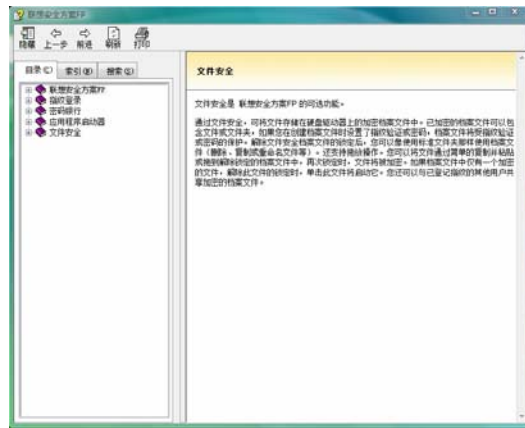 联想安全方案FP
隐藏 上一步 前进 刷新 打印
目录(C) 索引(N) 搜索(S)
联想安全方案FP
指纹登录
密码银行
应用程序启动器
文件安全
文件安全
文件安全是 联想安全方案FP 的可选功能。
通过文件安全，可将文件存储在硬盘驱动器上的加密档案文件中。已加密的档案文件可以包
含文件或文件夹，如果您在创建档案文件时设置了指纹验证或密码，档案文件将受指纹验证
或密码的保护。解除文件安全档案文件的锁定后，您可以像使用标准文件夹那样使用档案文
件（删除、复制或重命名文件等）。还支持拖放操作。您可以将文件通过简单的复制并粘贴
或拖到解除锁定的档案文件中，再次锁定时，文件将被加密。如果档案文件中仅有一个加密
的文件，解除此文件的锁定时，单击此文件将启动它。您还可以与已登记指纹的其他用户共
享加密的档案文件。